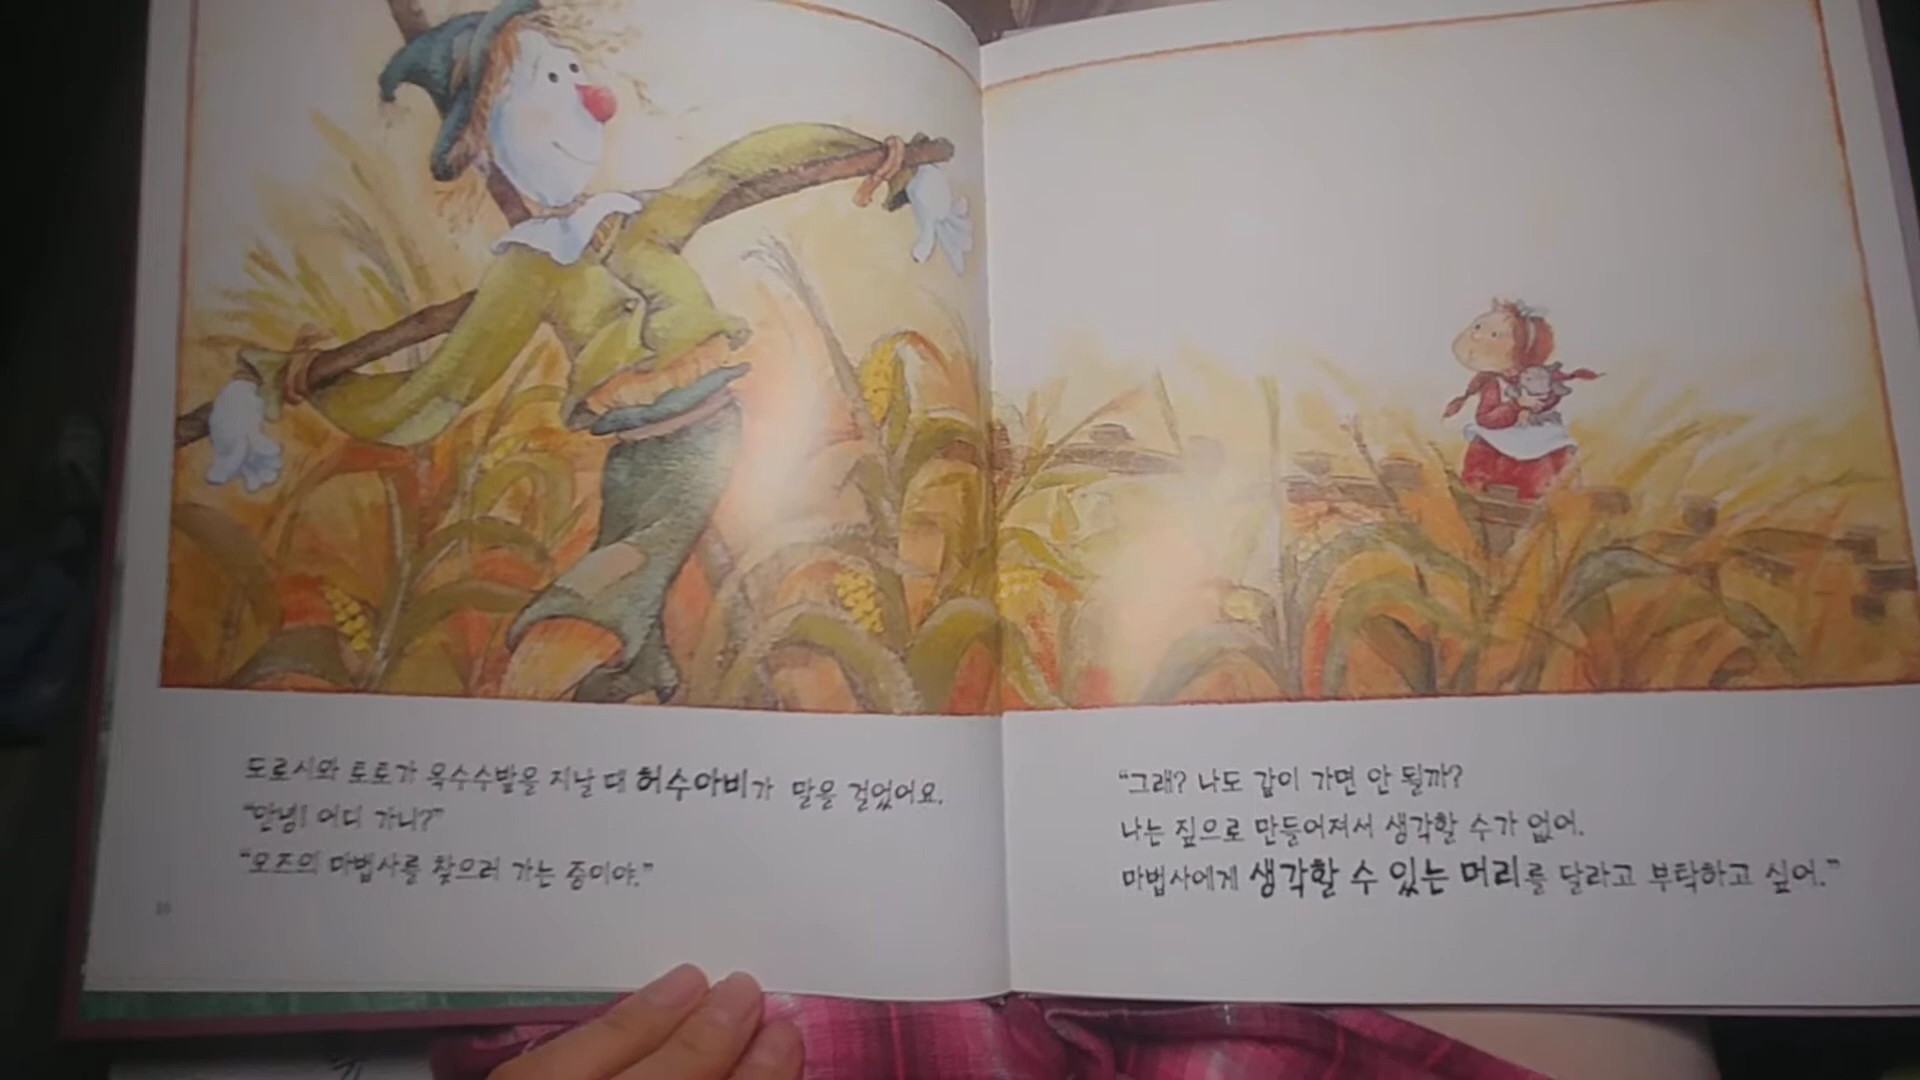 도로시와 토토가 옥수수밭을 지날 때 허수아비가 말을 걸었어요.
"안녕! 어디 가니?"
"오즈의 마법사를 찾으러 가는 중이야."
"그래? 나도 같이 가면 안 될까?
나는 짚으로 만들어져서 생각할 수가 없어.
마법사에게 생각할 수 있는 머리를 달라고 부탁하고 싶어."